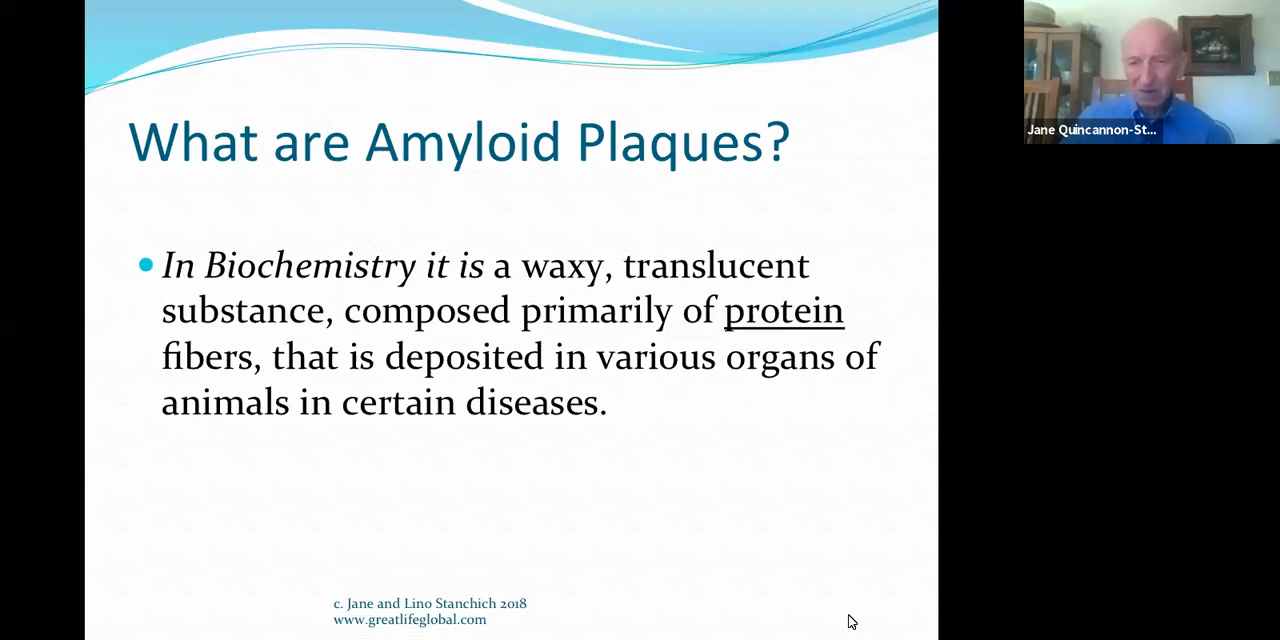 What are Amyloid Plaques?
In Biochemistry it is a waxy, translucent
substance, composed primarily of protein
fibers, that is deposited in various organs of
animals in certain diseases.
c. Jane and Lino Stanchich 2018
www.greatlifeglobal.com
Jane Quincannon-St...